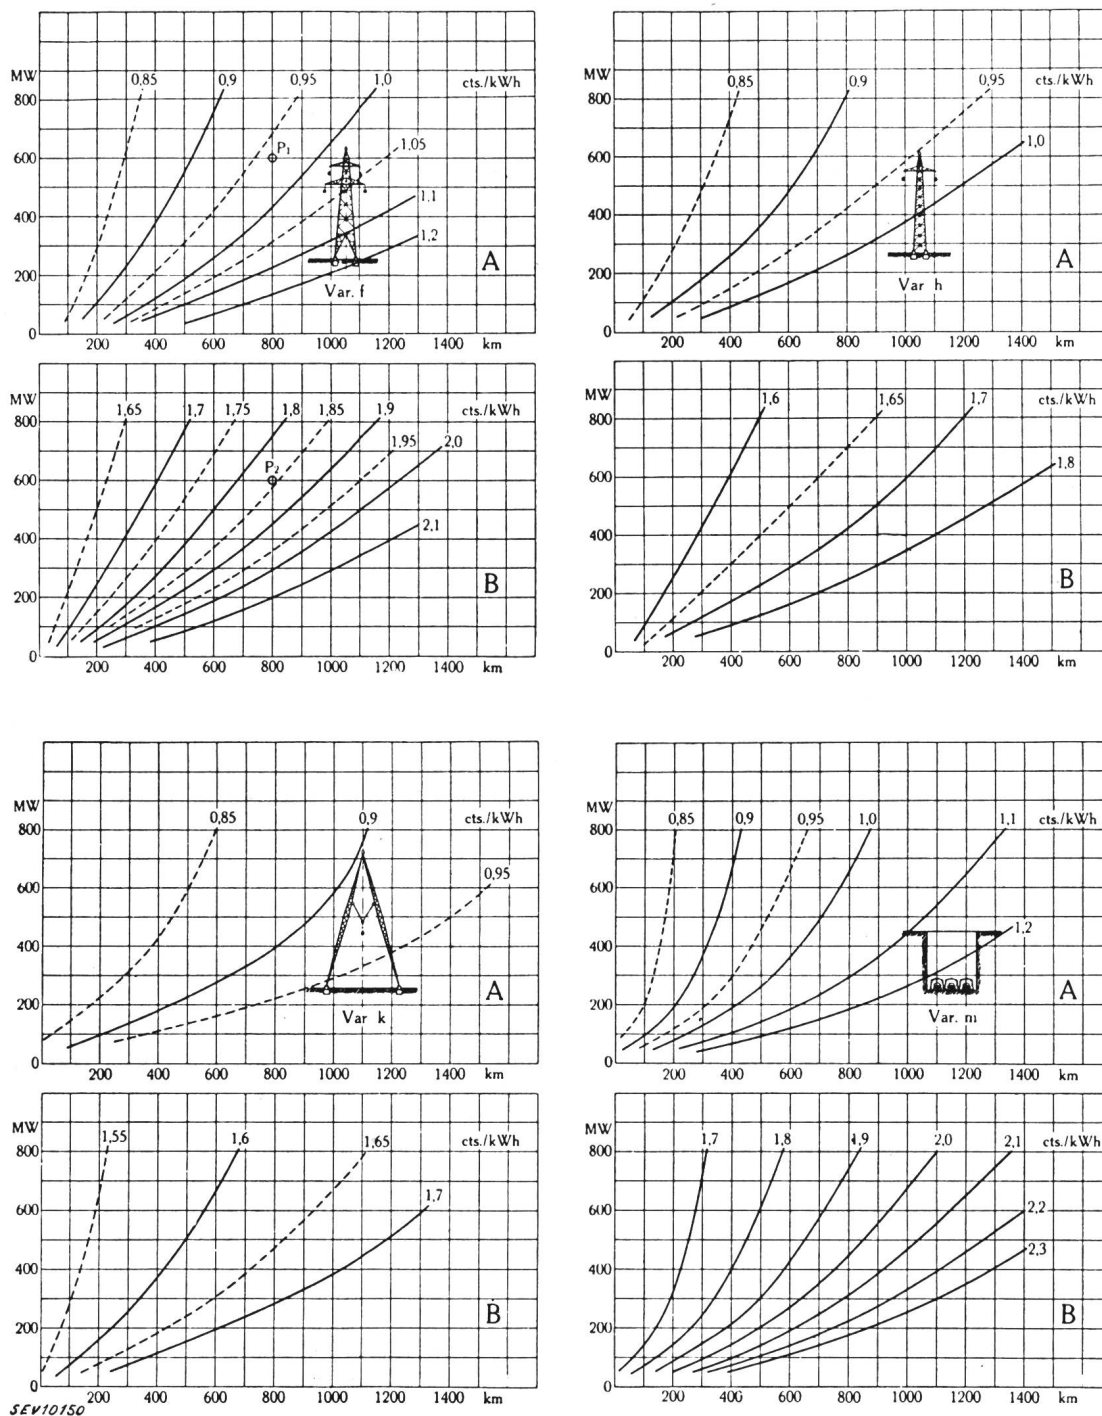 MW 0,85 0,9 0,95 1,0 cts./kWh
800
600 P₁ 1,05
400 1,1
1,2
200 A
Var. f
0
200 400 600 800 1000 1200 1400 km
MW 0,85 0,9 0,95 cts./kWh
800
600 1,0
400
200 A
Var. h
0
200 400 600 800 1000 1200 1400 km
MW 1,65 1,7 1,75 1,8 1,85 1,9 cts./kWh
800
1,95 2,0
600 P₂
400 2,1
200 B
0
200 400 600 800 1000 1200 1400 km
MW 1,6 1,65 1,7 cts./kWh
800
600 1,8
400
200 B
0
200 400 600 800 1000 1200 1400 km
MW 0,85 0,9 cts./kWh
800
0,95
600
400
200 A
Var. k
0
200 400 600 800 1000 1200 1400 km
MW 0,85 0,9 0,95 1,0 1,1 cts./kWh
800
600
400 1,2
200 A
Var. m
0
200 400 600 800 1000 1200 1400 km
MW 1,55 1,6 1,65 cts./kWh
800
1,7
600
400
200 B
0
200 400 600 800 1000 1200 1400 km
MW 1,7 1,8 1,9 2,0 2,1 cts./kWh
800
600 2,2
2,3
400
200 B
0
200 400 600 800 1000 1200 1400 km
SEV10150